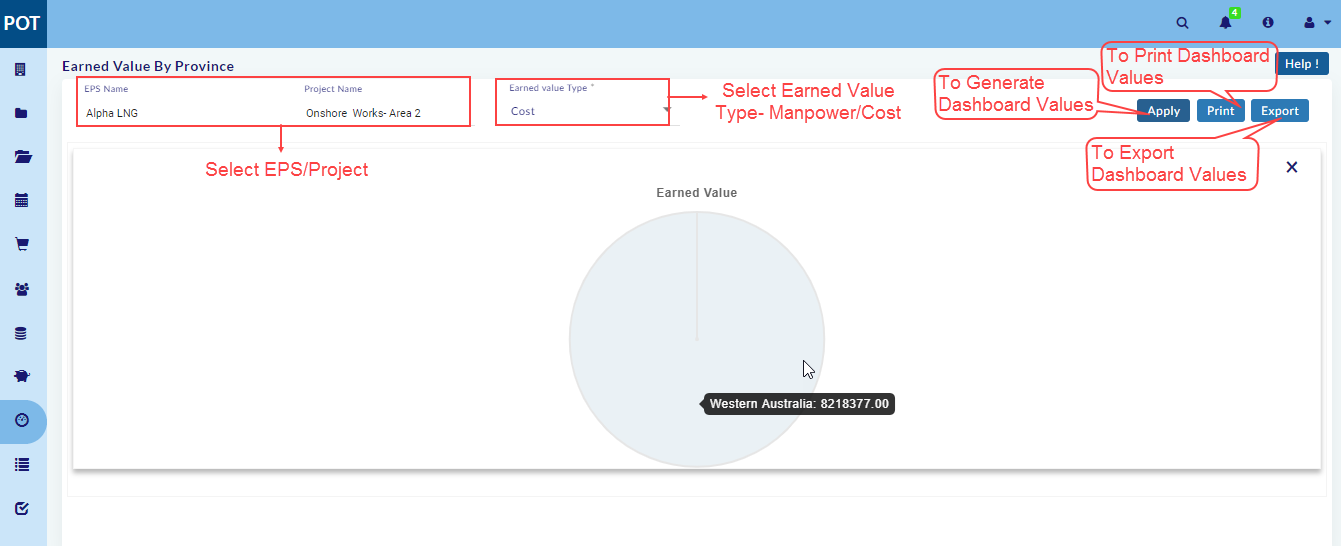 POT
4
Earned Value By Province
Help !
EPS Name
Project Name
Earned value Type *
Alpha LNG
Onshore Works- Area 2
Cost
Select Earned Value
Type- Manpower/Cost
To Generate
Dashboard Values
To Print Dashboard
Values
Apply
Print
Export
Select EPS/Project
To Export
Dashboard Values
Earned Value
Western Australia: 8218377.00